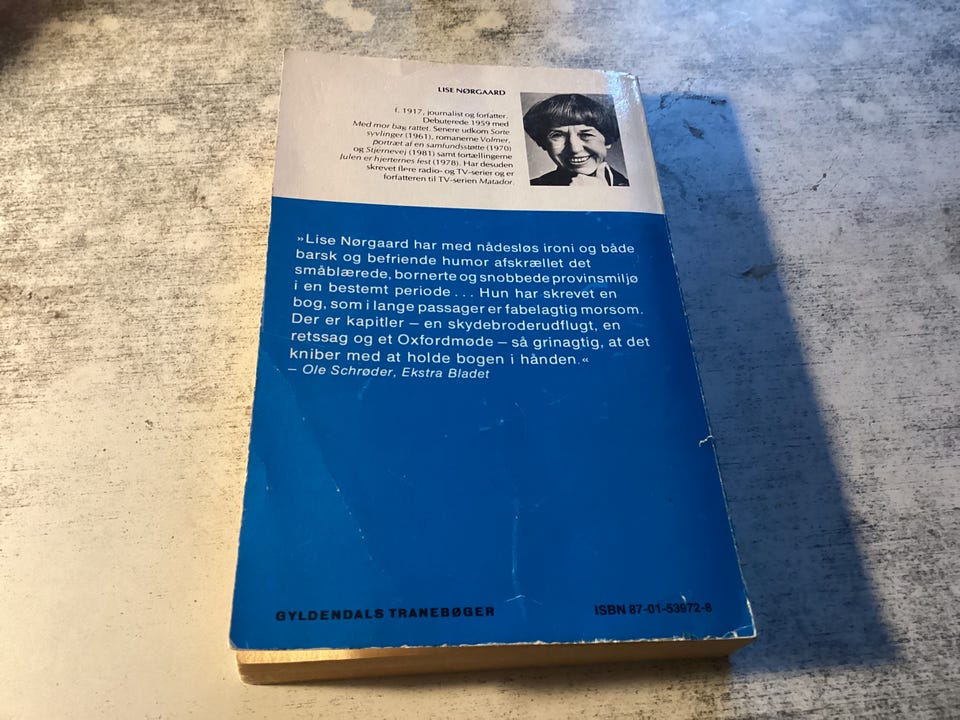 LISE NØRGAARD
f. 1917, journalist og forfatter.
Debuterede 1959 med
Med mor bag rattet. Senere udkom Sorte
syvlinger (1961), romanerne Volmer,
portræt af en samfundsstøtte (1970)
og Stjernevej (1981) samt fortællingerne
Julen er hjerternes fest (1978). Har desuden
skrevet flere radio- og TV-serier og er
forfatteren til TV-serien Matador.
»Lise Nørgaard har med nådesløs ironi og både
barsk og befriende humor afskrællet det
småblærede, bornerte og snobbede provinsmiljø
i en bestemt periode . . . Hun har skrevet en
bog, som i lange passager er fabelagtig morsom.
Der er kapitler – en skydebroderudflugt, en
retssag og et Oxfordmøde – så grinagtig, at det
kniber med at holde bogen i hånden.«
– Ole Schrøder, Ekstra Bladet
GYLDENDALS TRANEBØGER
ISBN 87-01-53972-8